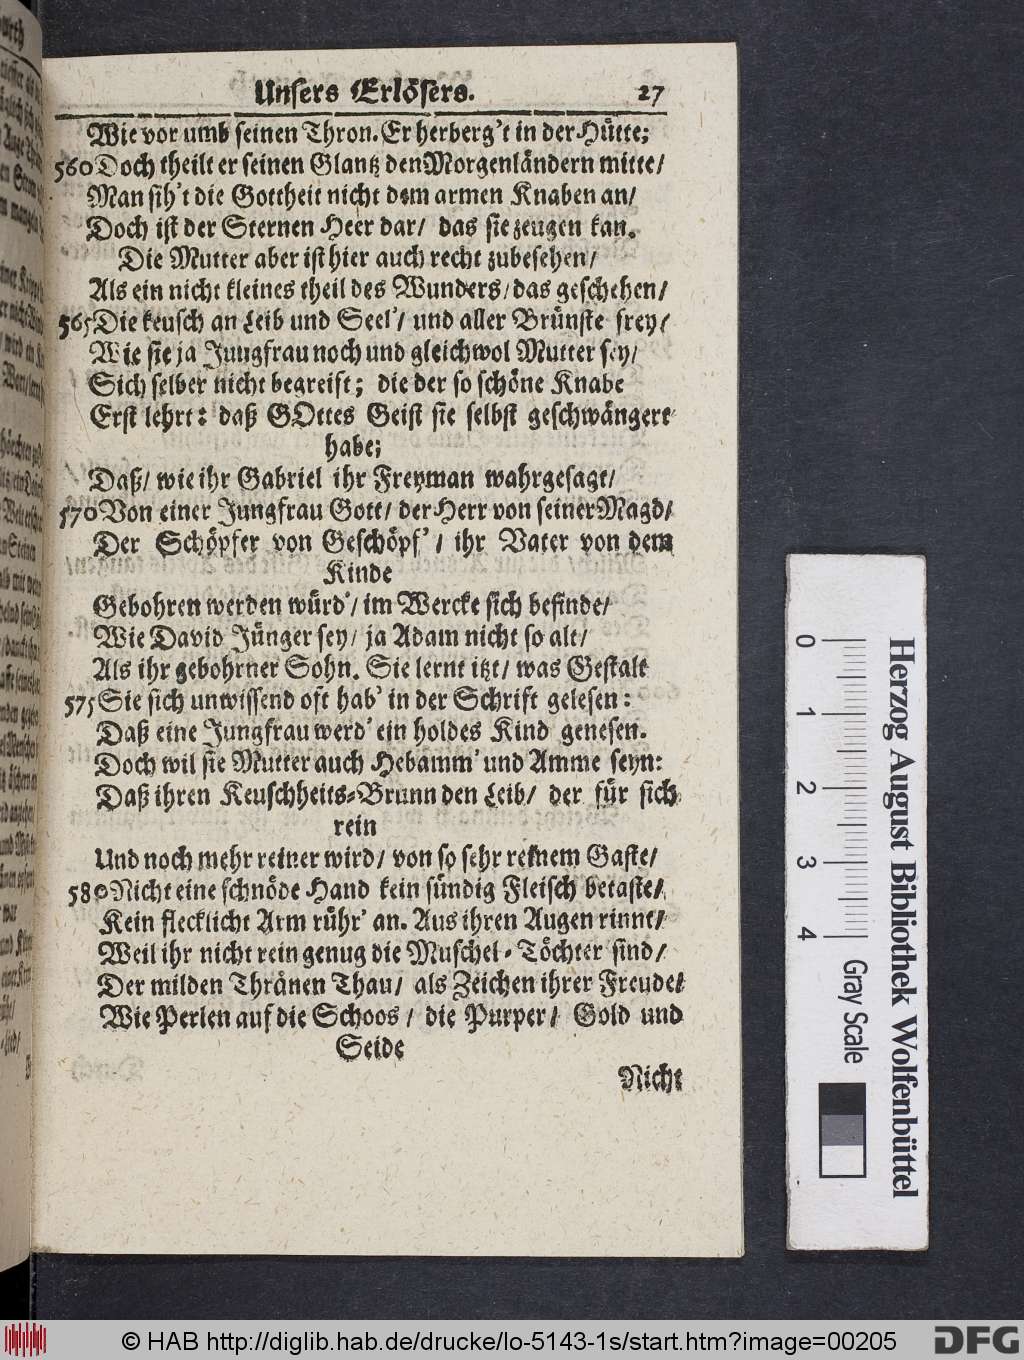 Unsers Erlösers. 27
Wie vor umb seinen Thron. Er herberg't in der Hütte;
560 Doch theilt er seinen Glantz den Morgenländern mitte/
Man sih't die Gottheit nicht dem armen Knaben an/
Doch ist der Sternen Heer dar/ das sie zeugen kan.
Die Mutter aber ist hier auch recht zubesehen/
Als ein nicht kleines theil des Wunders/ das geschehen/
565 Die keusch an Leib und Seel'/ und aller Brünste frey/
Wie sie ja Jungfrau noch und gleichwol Mutter sey/
Sich selber nicht begreift; die der so schöne Knabe
Erst lehrt: daß GOttes Geist sie selbst geschwängert
habe;
Daß/ wie ihr Gabriel ihr Freyman wahrgesagt/
570 Von einer Jungfrau Gott/ der Herr von seiner Magd/
Der Schöpfer von Geschöpf'/ ihr Vater von dem
Kinde
Gebohren werden würd'/ im Wercke sich befinde/
Wie David Jünger sey/ ja Adam nicht so alt/
Als ihr gebohrner Sohn. Sie lernt itzt/ was Gestalt
575 Sie sich unwissend oft hab' in der Schrift gelesen:
Daß eine Jungfrau werd' ein holdes Kind genesen.
Doch wil sie Mutter auch Hebamm' und Amme seyn:
Daß ihren Keuschheits-Brunn den Leib/ der für sich
rein
Und noch mehr reiner wird/ von so sehr reinem Gaste/
580 Nicht eine schnöde Hand kein sündig Fleisch betaste/
Kein flecklicht Arm rühr' an. Aus ihren Augen rinnt/
Weil ihr nicht rein genug die Muschel-Töchter sind/
Der milden Thränen Thau/ als Zeichen ihrer Freude/
Wie Perlen auf die Schoos/ die Purper/ Gold und
Seide
Nicht
Herzog August Bibliothek Wolfenbüttel
0 1 2 3 4
Gray Scale
© HAB http://diglib.hab.de/drucke/lo-5143-1s/start.htm?image=00205
DFG